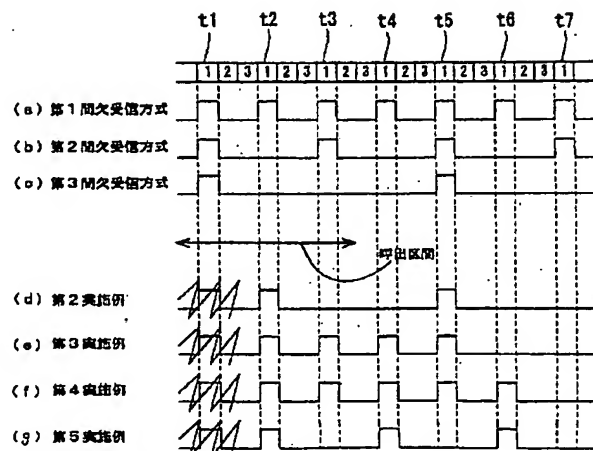 t1 t2 t3 t4 t5 t6 t7
1 2 3 1 2 3 1 2 3 1 2 3 1 2 3 1 2 3 1
(a) 第1間欠受信方式
(b) 第2間欠受信方式
(c) 第3間欠受信方式
呼出区間
(d) 第2実施例
(e) 第3実施例
(f) 第4実施例
(g) 第5実施例